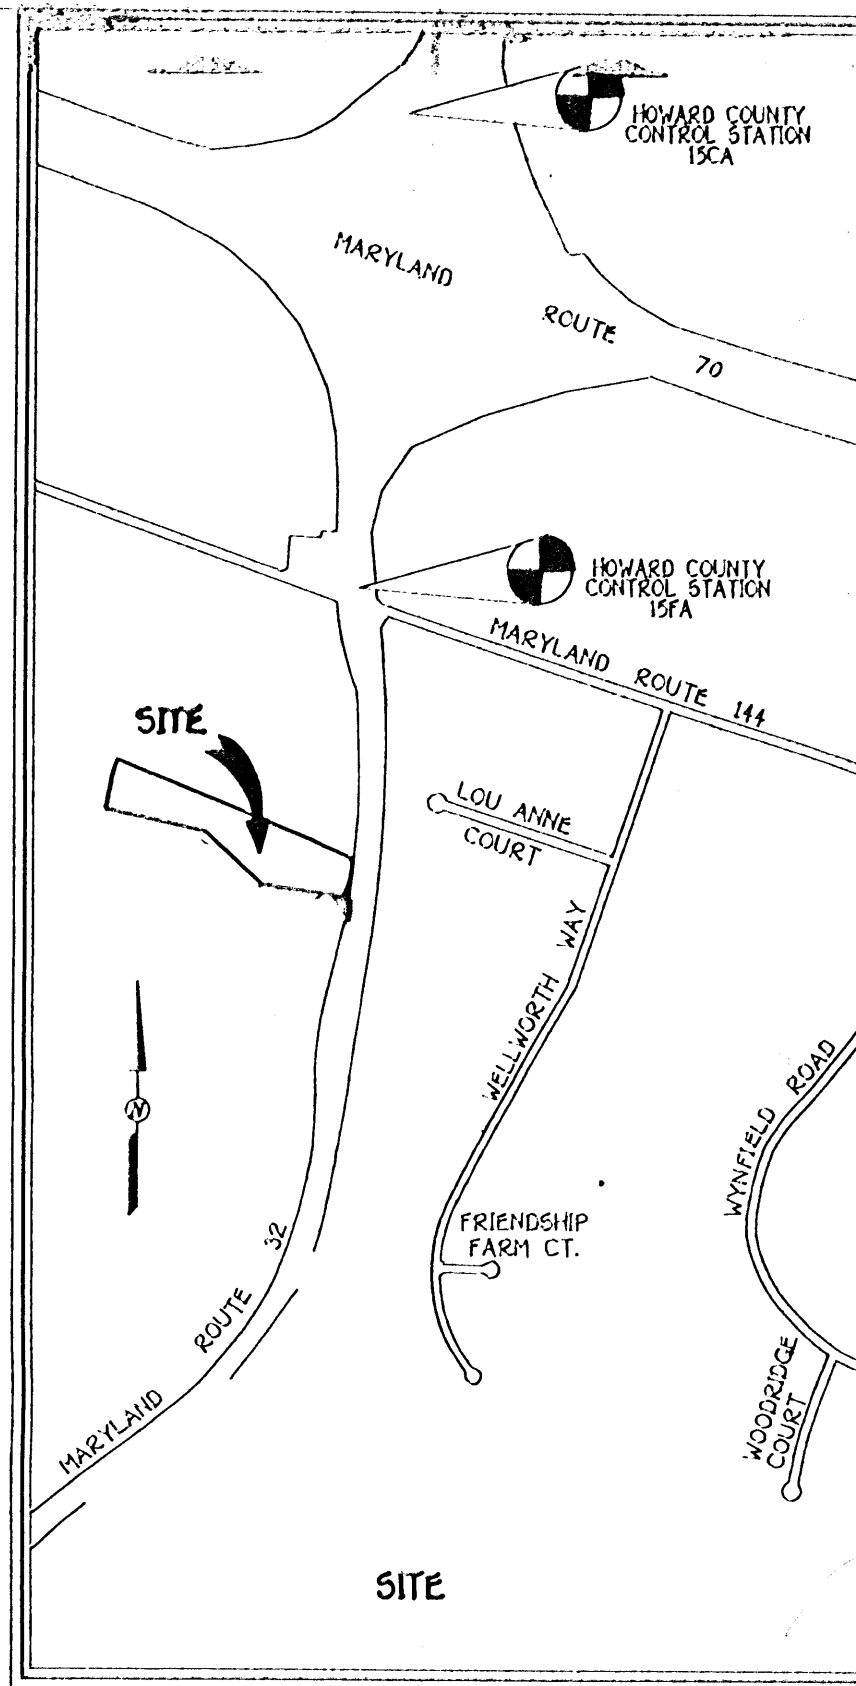 HOWARD COUNTY
CONTROL STATION
15CA
MARYLAND ROUTE 70
HOWARD COUNTY
CONTROL STATION
15FA
MARYLAND ROUTE 144
SITE
LOU ANNE
COURT
WELLWORTH WAY
N
WYNFIELD ROAD
FRIENDSHIP
FARM CT.
MARYLAND ROUTE 32
WOODRIDGE
COURT
SITE